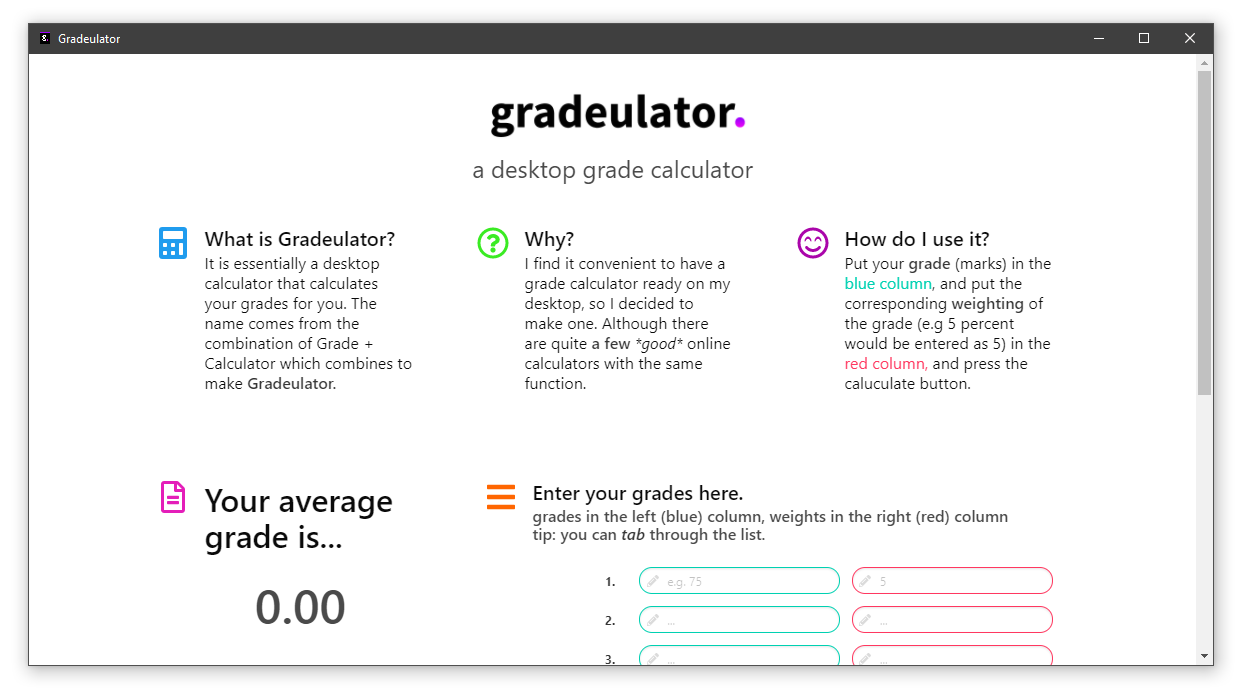 Gradeulator
gradeulator.
a desktop grade calculator
What is Gradeulator?
It is essentially a desktop
calculator that calculates
your grades for you. The
name comes from the
combination of Grade +
Calculator which combines to
make Gradeulator.
Why?
I find it convenient to have a
grade calculator ready on my
desktop, so I decided to
make one. Although there
are quite a few *good* online
calculators with the same
function.
How do I use it?
Put your grade (marks) in the
blue column, and put the
corresponding weighting of
the grade (e.g 5 percent
would be entered as 5) in the
red column, and press the
caluculate button.
Your average
grade is...
0.00
Enter your grades here.
grades in the left (blue) column, weights in the right (red) column
tip: you can tab through the list.
1. e.g. 75 5
2. ... ...
3. ... ...